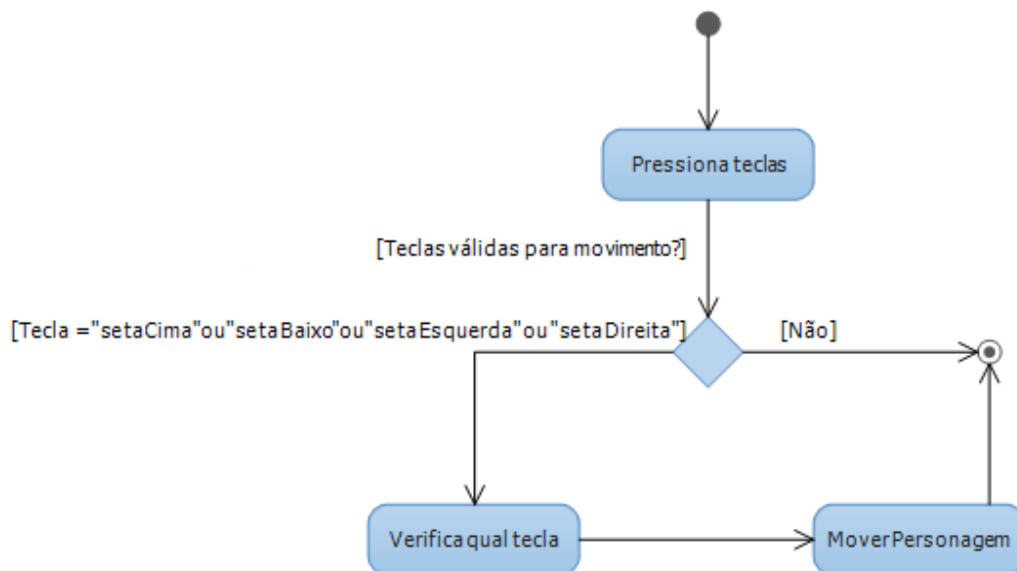 Pressiona teclas
[Teclas válidas para movimento?]
[Tecla ="setaCima"ou"setaBaixo"ou"setaEsquerda"ou"setaDireita"]
[Não]
Verifica qual tecla
MoverPersonagem